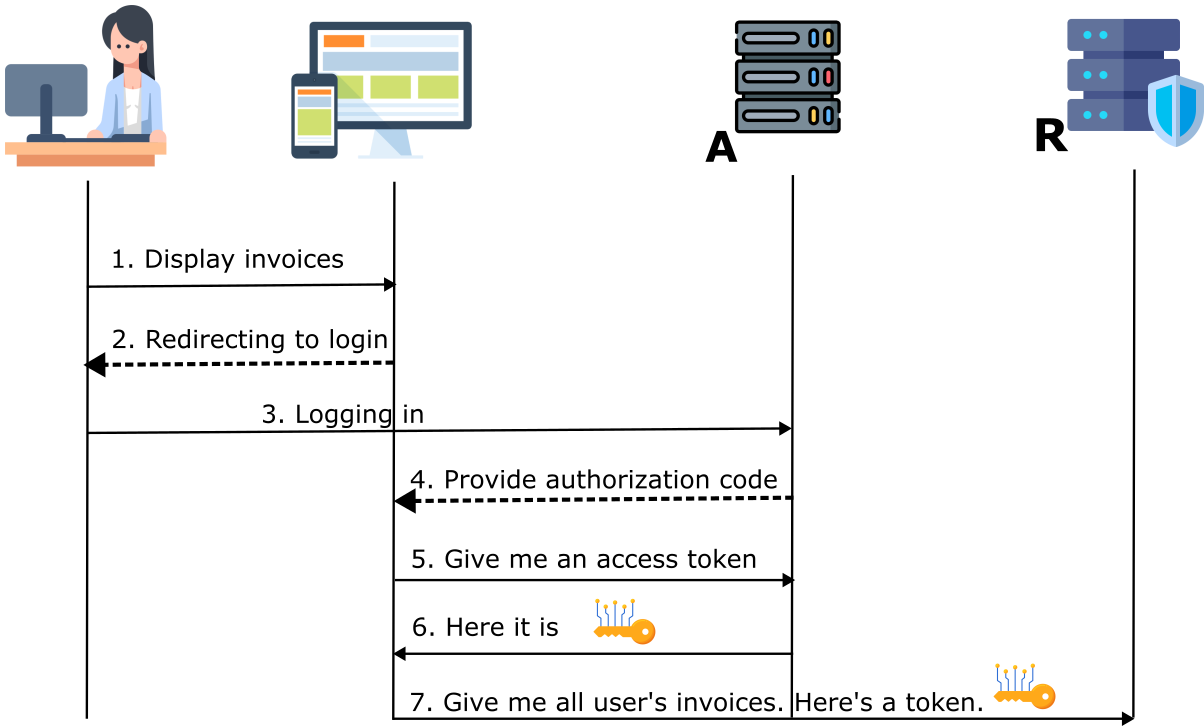 A
R
1. Display invoices
2. Redirecting to login
3. Logging in
4. Provide authorization code
5. Give me an access token
6. Here it is
7. Give me all user's invoices. Here's a token.